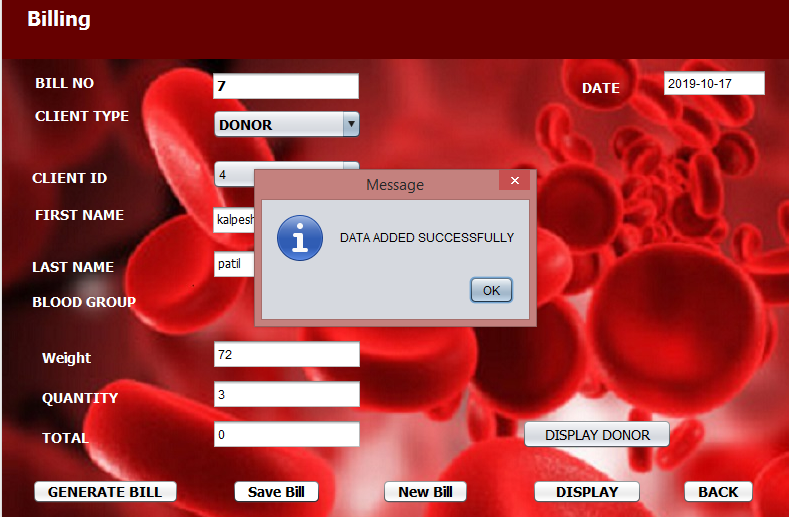 Billing
BILL NO 7
DATE 2019-10-17
CLIENT TYPE DONOR
CLIENT ID 4
Message
FIRST NAME kalpesh
DATA ADDED SUCCESSFULLY
LAST NAME patil
OK
BLOOD GROUP
Weight 72
QUANTITY 3
TOTAL 0
DISPLAY DONOR
GENERATE BILL Save Bill New Bill DISPLAY BACK